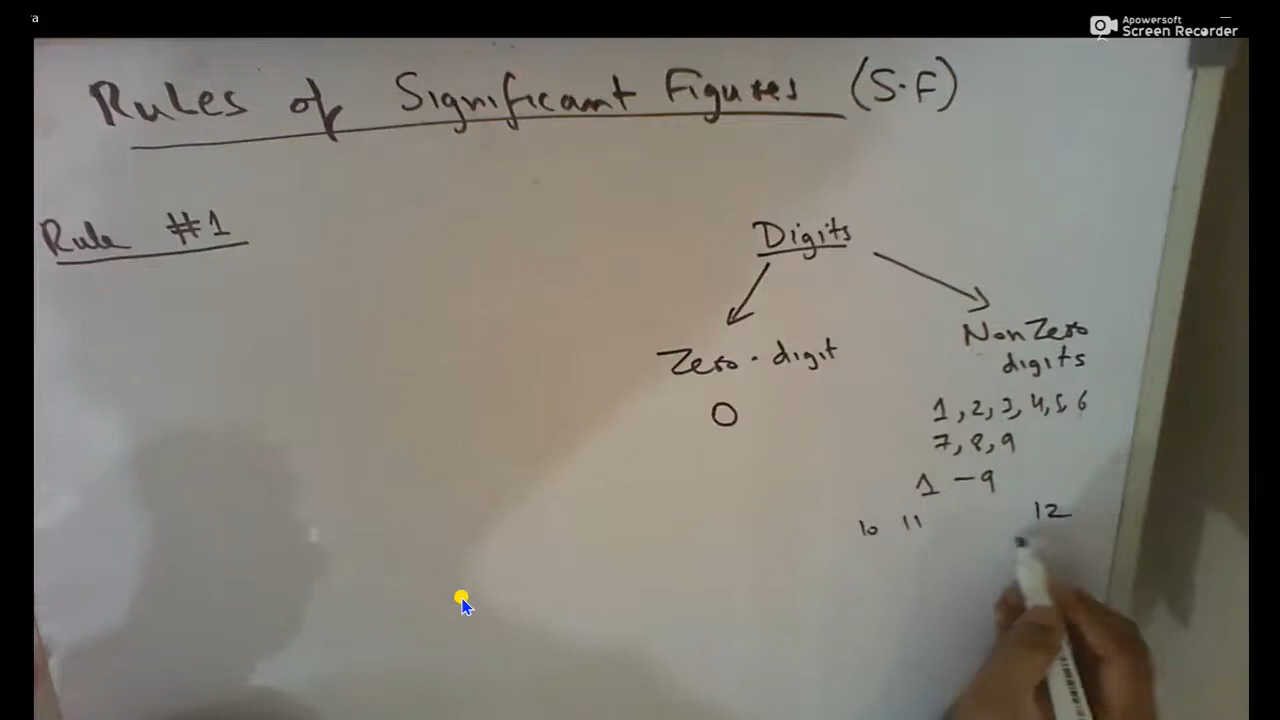 ra
Apowersoft
Screen Recorder
Rules of Significant Figures (S.F)
Rule #1
Digits
Zero-digit
0
NonZero
digits
1, 2, 3, 4, 5, 6
7, 8, 9
1 - 9
10 11 12